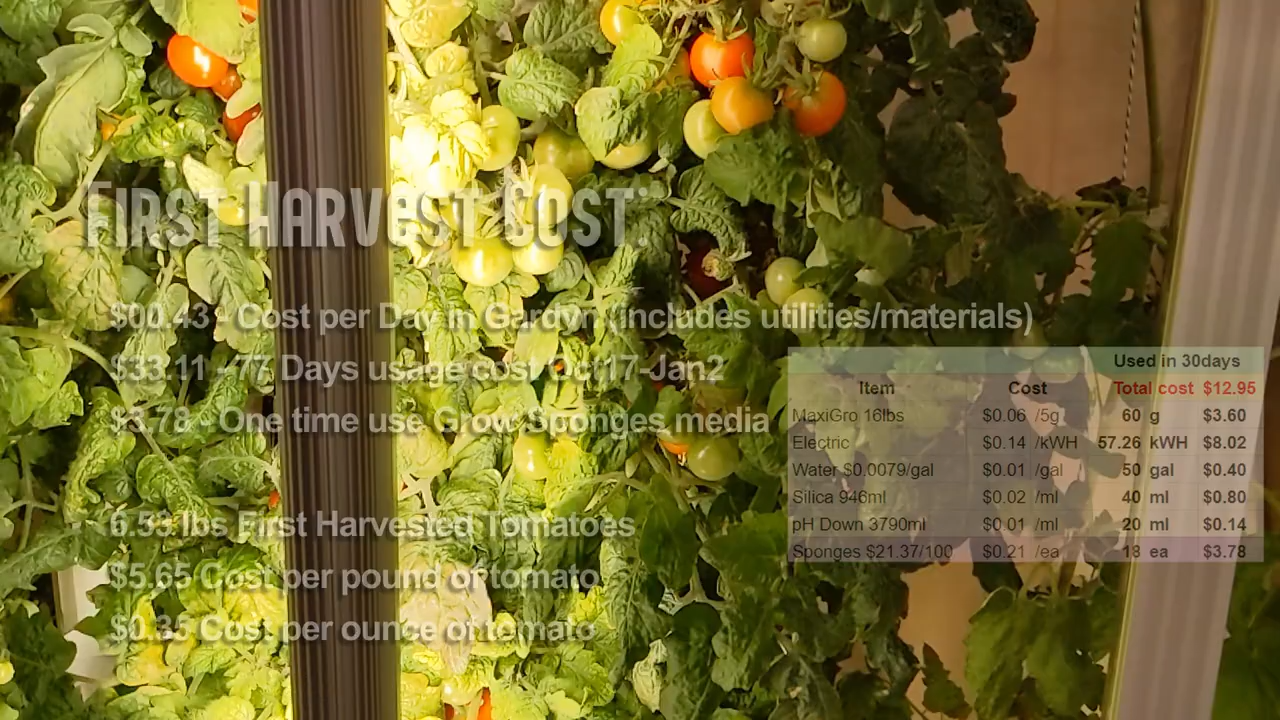 First Harvest Cost:
$00.43 - Cost per Day in Gardyn (includes utilities/materials)
$33.11 - 77 Days usage cost Oct17-Jan2
$3.78 - One time use Grow Sponges media
6.53 lbs First Harvested Tomatoes
$5.65 Cost per pound of tomato
$0.35 Cost per ounce of tomato
Used in 30days
Item Cost Total cost $12.95
MaxiGro 16lbs $0.06 /5g 60 g $3.60
Electric $0.14 /kWH 57.26 kWH $8.02
Water $0.0079/gal $0.01 /gal 50 gal $0.40
Silica 946ml $0.02 /ml 40 ml $0.80
pH Down 3790ml $0.01 /ml 20 ml $0.14
Sponges $21.37/100 $0.21 /ea 18 ea $3.78